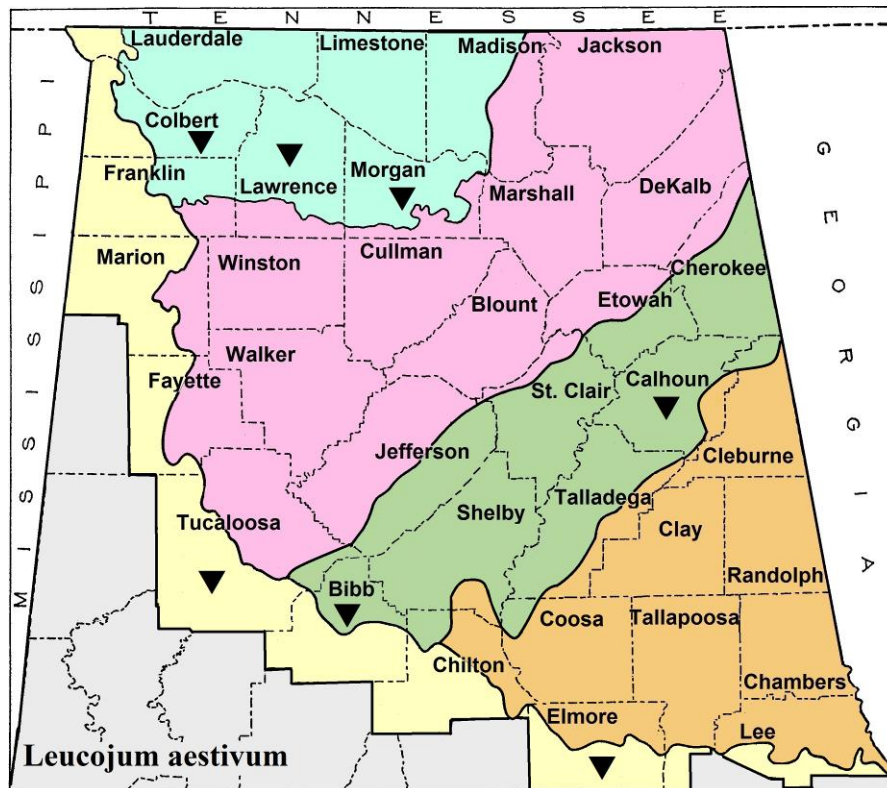 TENNESSEE
MISSISSIPPI
GEORGIA
Lauderdale
Limestone
Madison
Jackson
Colbert
Franklin
Lawrence
Morgan
Marshall
DeKalb
Marion
Winston
Cullman
Cherokee
Blount
Etowah
Walker
Fayette
St. Clair
Calhoun
Jefferson
Cleburne
Tucaloosa
Shelby
Talladega
Clay
Randolph
Bibb
Coosa
Tallapoosa
Chilton
Chambers
Elmore
Lee
Leucojum aestivum